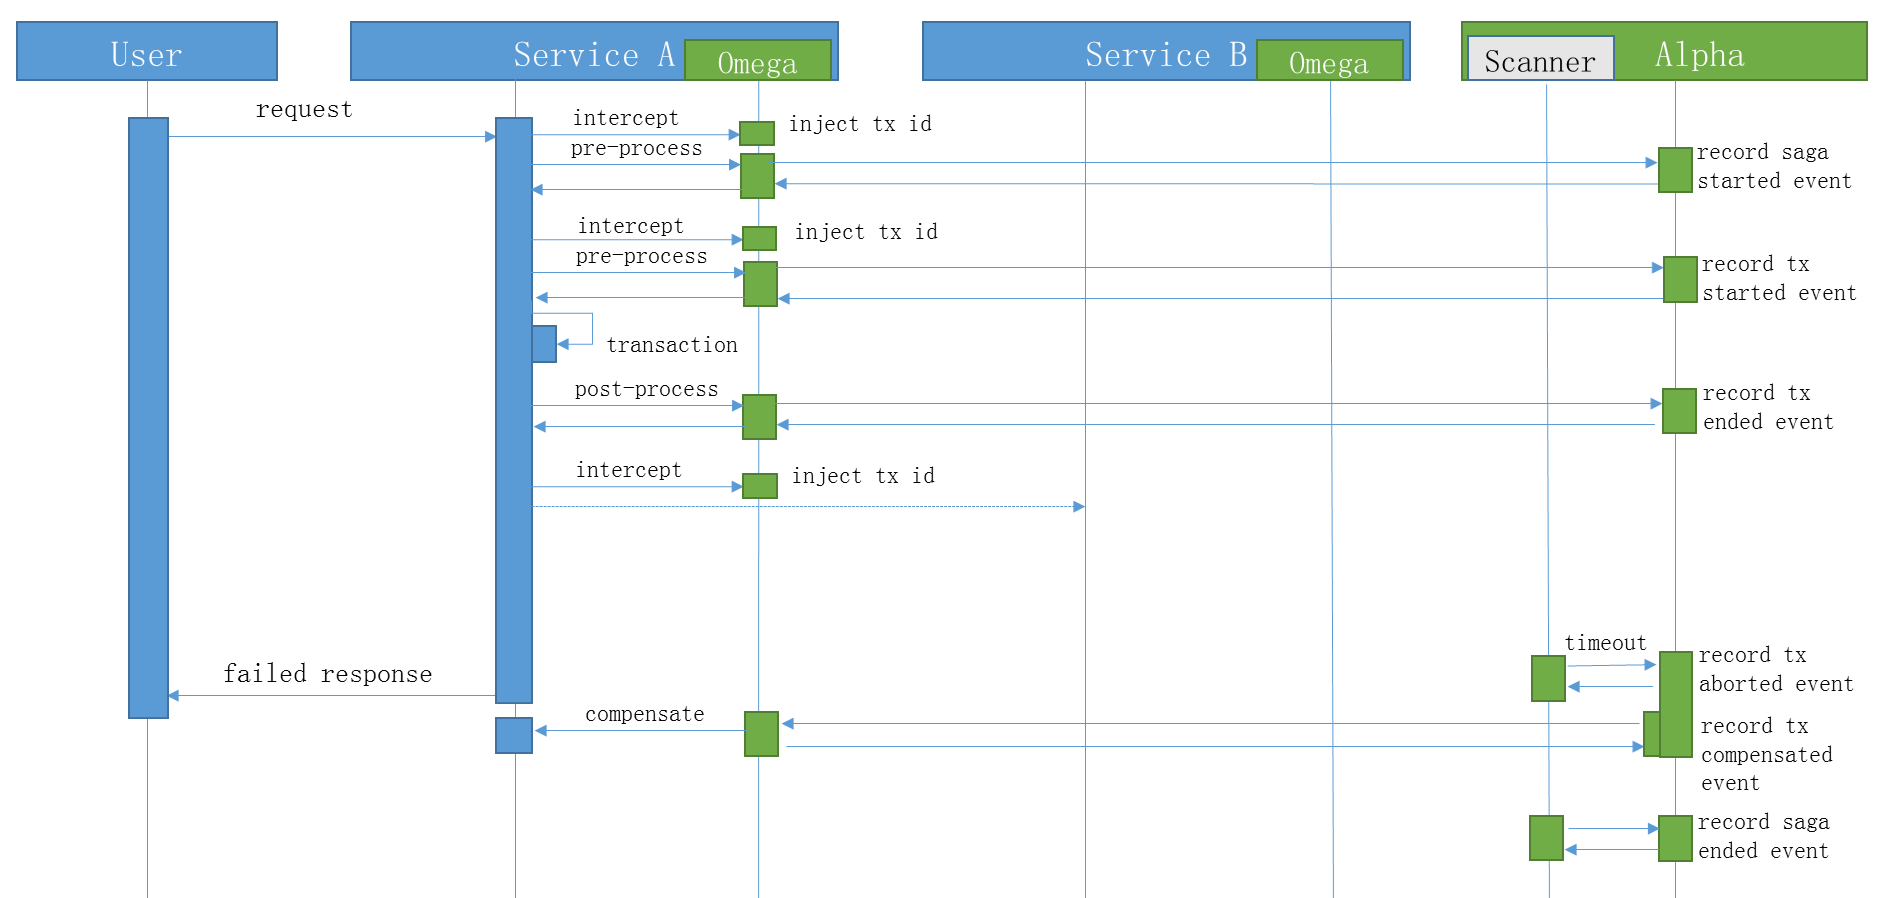 User
Service A
Omega
Service B
Omega
Scanner
Alpha
request
intercept
inject tx id
pre-process
record saga
started event
intercept
inject tx id
pre-process
record tx
started event
transaction
post-process
record tx
ended event
intercept
inject tx id
timeout
record tx
aborted event
failed response
compensate
record tx
compensated
event
record saga
ended event